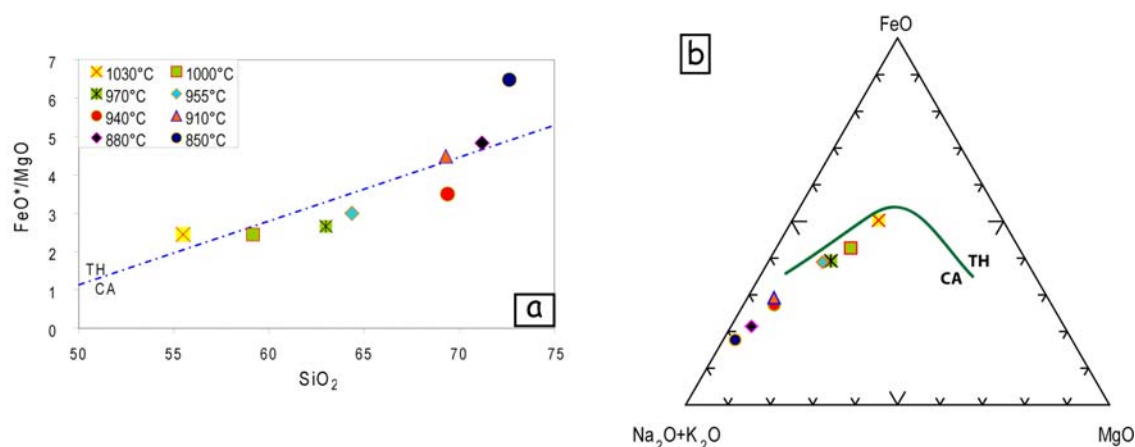 FeO*/MgO
7
6
5
4
3
2
1
0
1030°C 1000°C
970°C 955°C
940°C 910°C
880°C 850°C
TH
CA
a
50 55 60 65 70 75
SiO₂
b
FeO
TH
CA
Na₂O+K₂O MgO